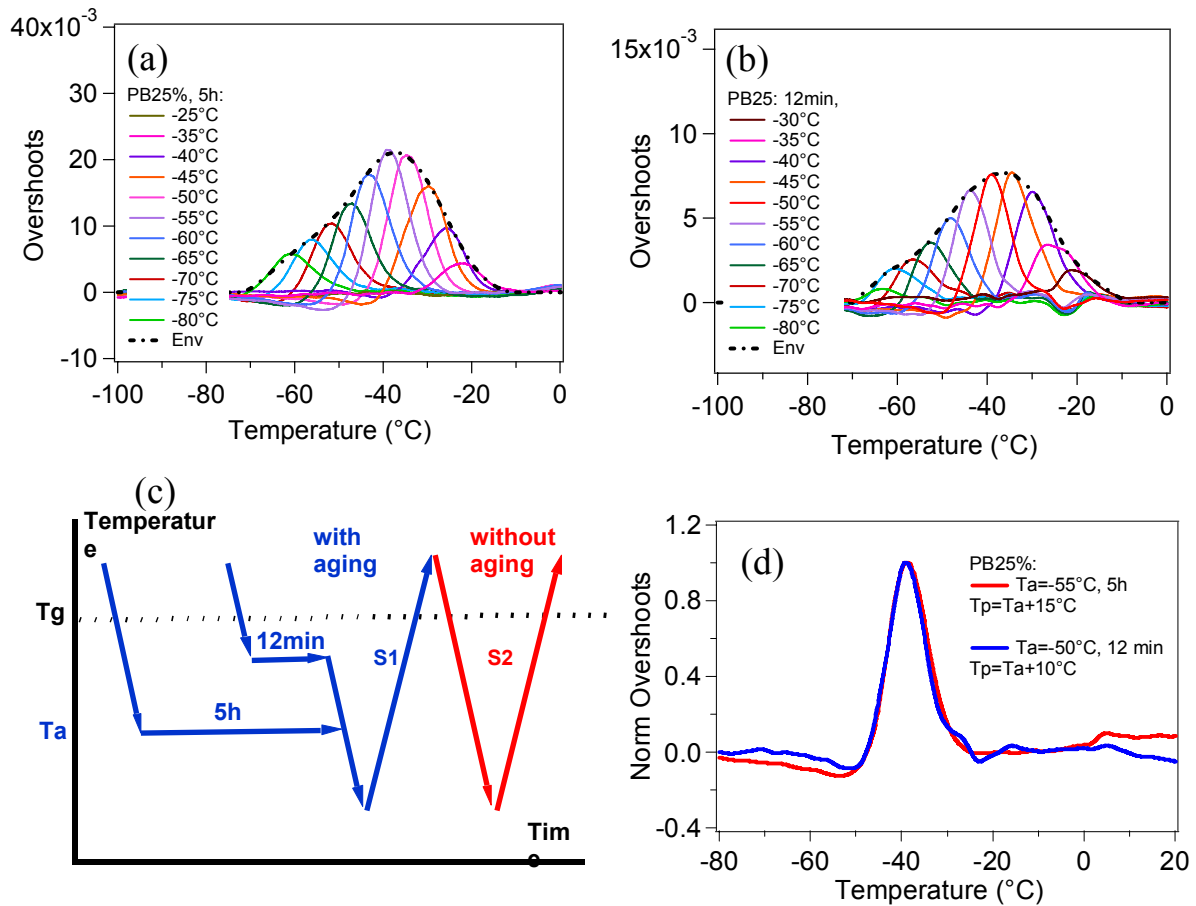 (a)
40x10-3
30
20
10
0
-10
Overshoots
PB25%, 5h:
-25°C
-35°C
-40°C
-45°C
-50°C
-55°C
-60°C
-65°C
-70°C
-75°C
-80°C
Env
-100 -80 -60 -40 -20 0
Temperature (°C)
(b)
15x10-3
10
5
0
Overshoots
PB25: 12min,
-30°C
-35°C
-40°C
-45°C
-50°C
-55°C
-60°C
-65°C
-70°C
-75°C
-80°C
Env
-100 -80 -60 -40 -20 0
Temperature (°C)
(c)
Temperatur
e
with
aging
without
aging
Tg
12min
S1
S2
5h
Ta
Tim
e
(d)
1.2
0.8
0.4
0.0
-0.4
Norm Overshoots
PB25%:
Ta=-55°C, 5h
Tp=Ta+15°C
Ta=-50°C, 12 min
Tp=Ta+10°C
-80 -60 -40 -20 0 20
Temperature (°C)